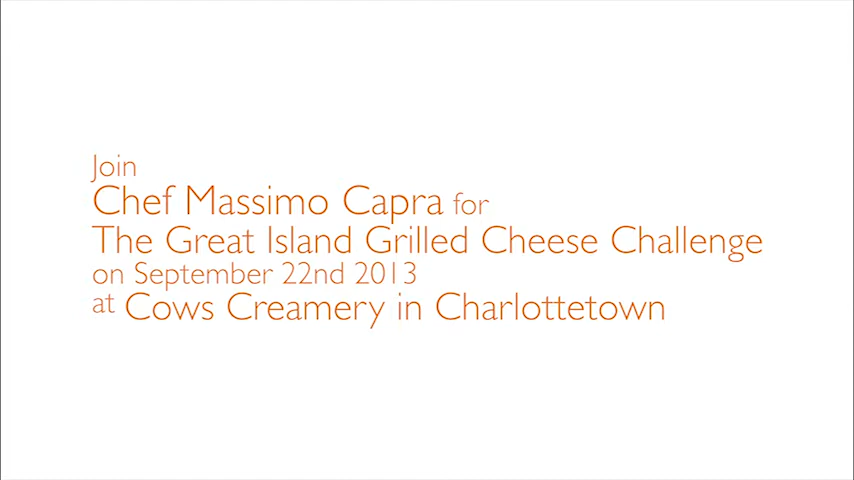 Join
Chef Massimo Capra for
The Great Island Grilled Cheese Challenge
on September 22nd 2013
at Cows Creamery in Charlottetown